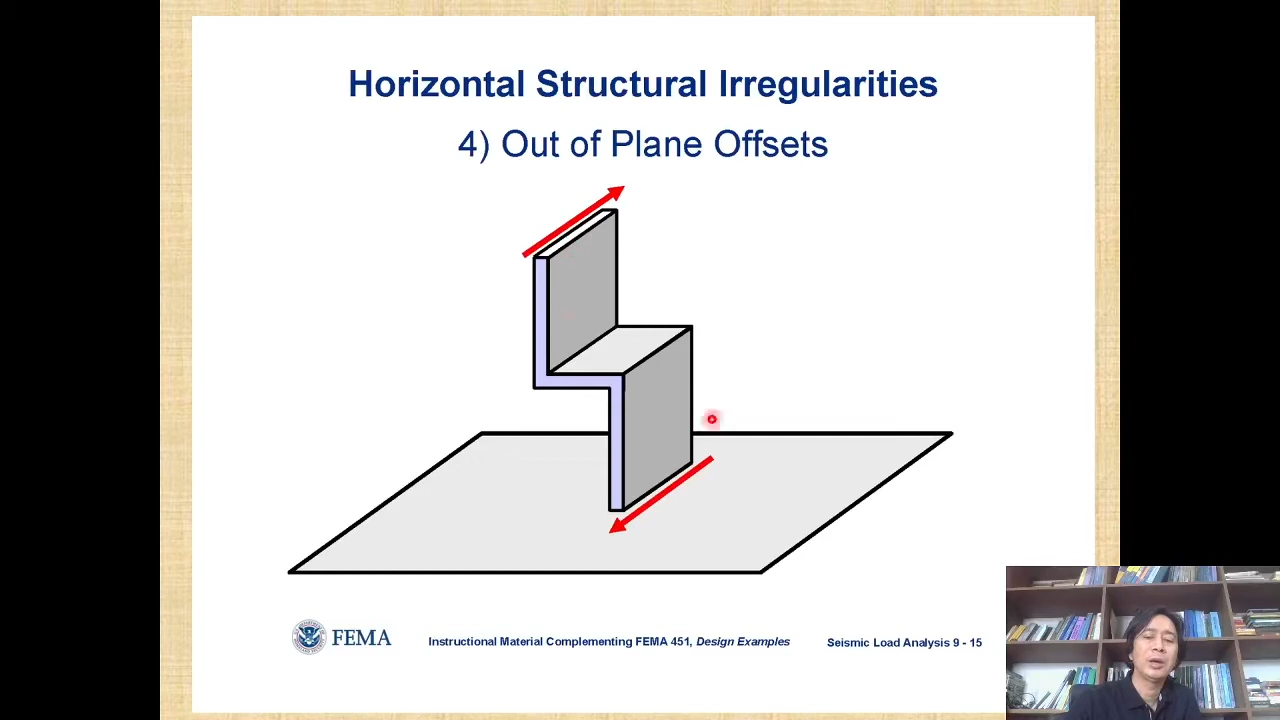 Horizontal Structural Irregularities
4) Out of Plane Offsets
FEMA
Instructional Material Complementing FEMA 451, Design Examples
Seismic Load Analysis 9 - 15